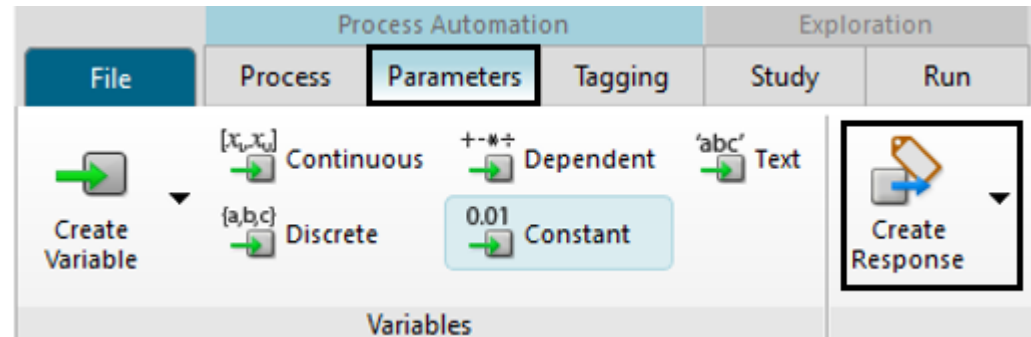 Process Automation
Exploration
File
Process
Parameters
Tagging
Study
Run
Create
Variable
[xL,xU]
Continuous
{a,b,c}
Discrete
+-*÷
Dependent
0.01
Constant
'abc'
Text
Create
Response
Variables